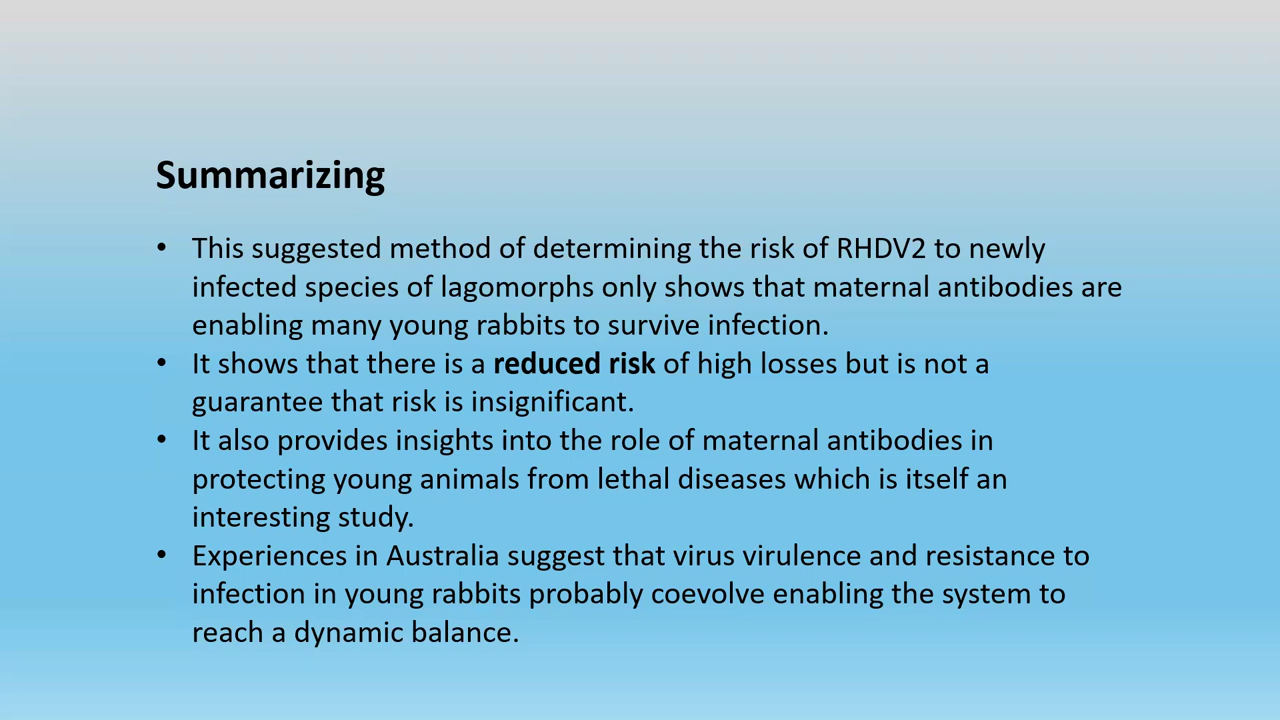 Summarizing
• This suggested method of determining the risk of RHDV2 to newly
infected species of lagomorphs only shows that maternal antibodies are
enabling many young rabbits to survive infection.
• It shows that there is a reduced risk of high losses but is not a
guarantee that risk is insignificant.
• It also provides insights into the role of maternal antibodies in
protecting young animals from lethal diseases which is itself an
interesting study.
• Experiences in Australia suggest that virus virulence and resistance to
infection in young rabbits probably coevolve enabling the system to
reach a dynamic balance.